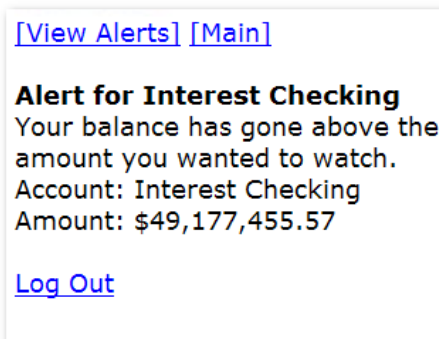 [View Alerts] [Main]
Alert for Interest Checking
Your balance has gone above the
amount you wanted to watch.
Account: Interest Checking
Amount: $49,177,455.57
Log Out